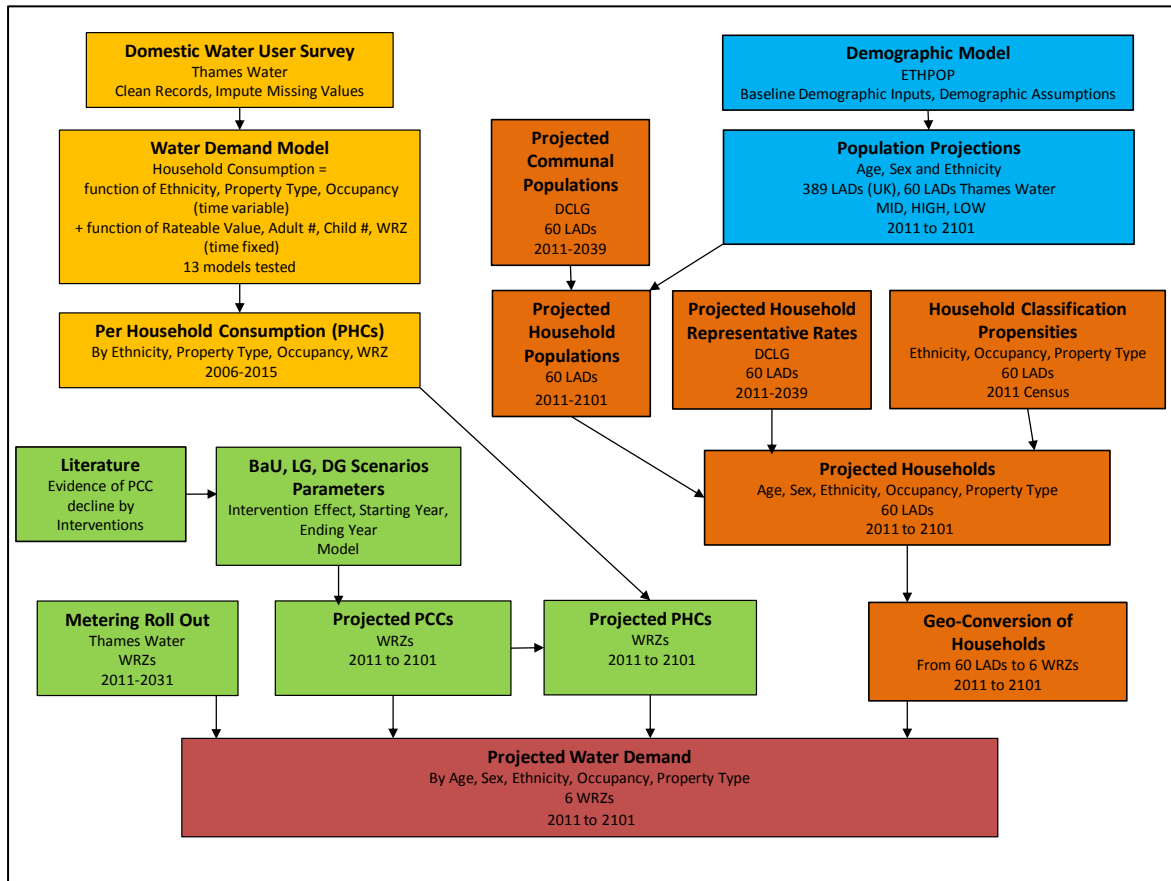 Domestic Water User Survey
Thames Water
Clean Records, Impute Missing Values
Demographic Model
ETHPOP
Baseline Demographic Inputs, Demographic Assumptions
Water Demand Model
Household Consumption =
function of Ethnicity, Property Type, Occupancy
(time variable)
+ function of Rateable Value, Adult #, Child #, WRZ
(time fixed)
13 models tested
Projected
Communal
Populations
DCLG
60 LADs
2011-2039
Population Projections
Age, Sex and Ethnicity
389 LADs (UK), 60 LADs Thames Water
MID, HIGH, LOW
2011 to 2101
Per Household Consumption (PHCs)
By Ethnicity, Property Type, Occupancy, WRZ
2006-2015
Projected
Household
Populations
60 LADs
2011-2101
Projected Household
Representative Rates
DCLG
60 LADs
2011-2039
Household Classification
Propensities
Ethnicity, Occupancy, Property Type
60 LADs
2011 Census
Literature
Evidence of PCC
decline by
Interventions
BaU, LG, DG Scenarios
Parameters
Intervention Effect, Starting Year,
Ending Year
Model
Projected Households
Age, Sex, Ethnicity, Occupancy, Property Type
60 LADs
2011 to 2101
Metering Roll Out
Thames Water
WRZs
2011-2031
Projected PCCs
WRZs
2011 to 2101
Projected PHCs
WRZs
2011 to 2101
Geo-Conversion of
Households
From 60 LADs to 6 WRZs
2011 to 2101
Projected Water Demand
By Age, Sex, Ethnicity, Occupancy, Property Type
6 WRZs
2011 to 2101